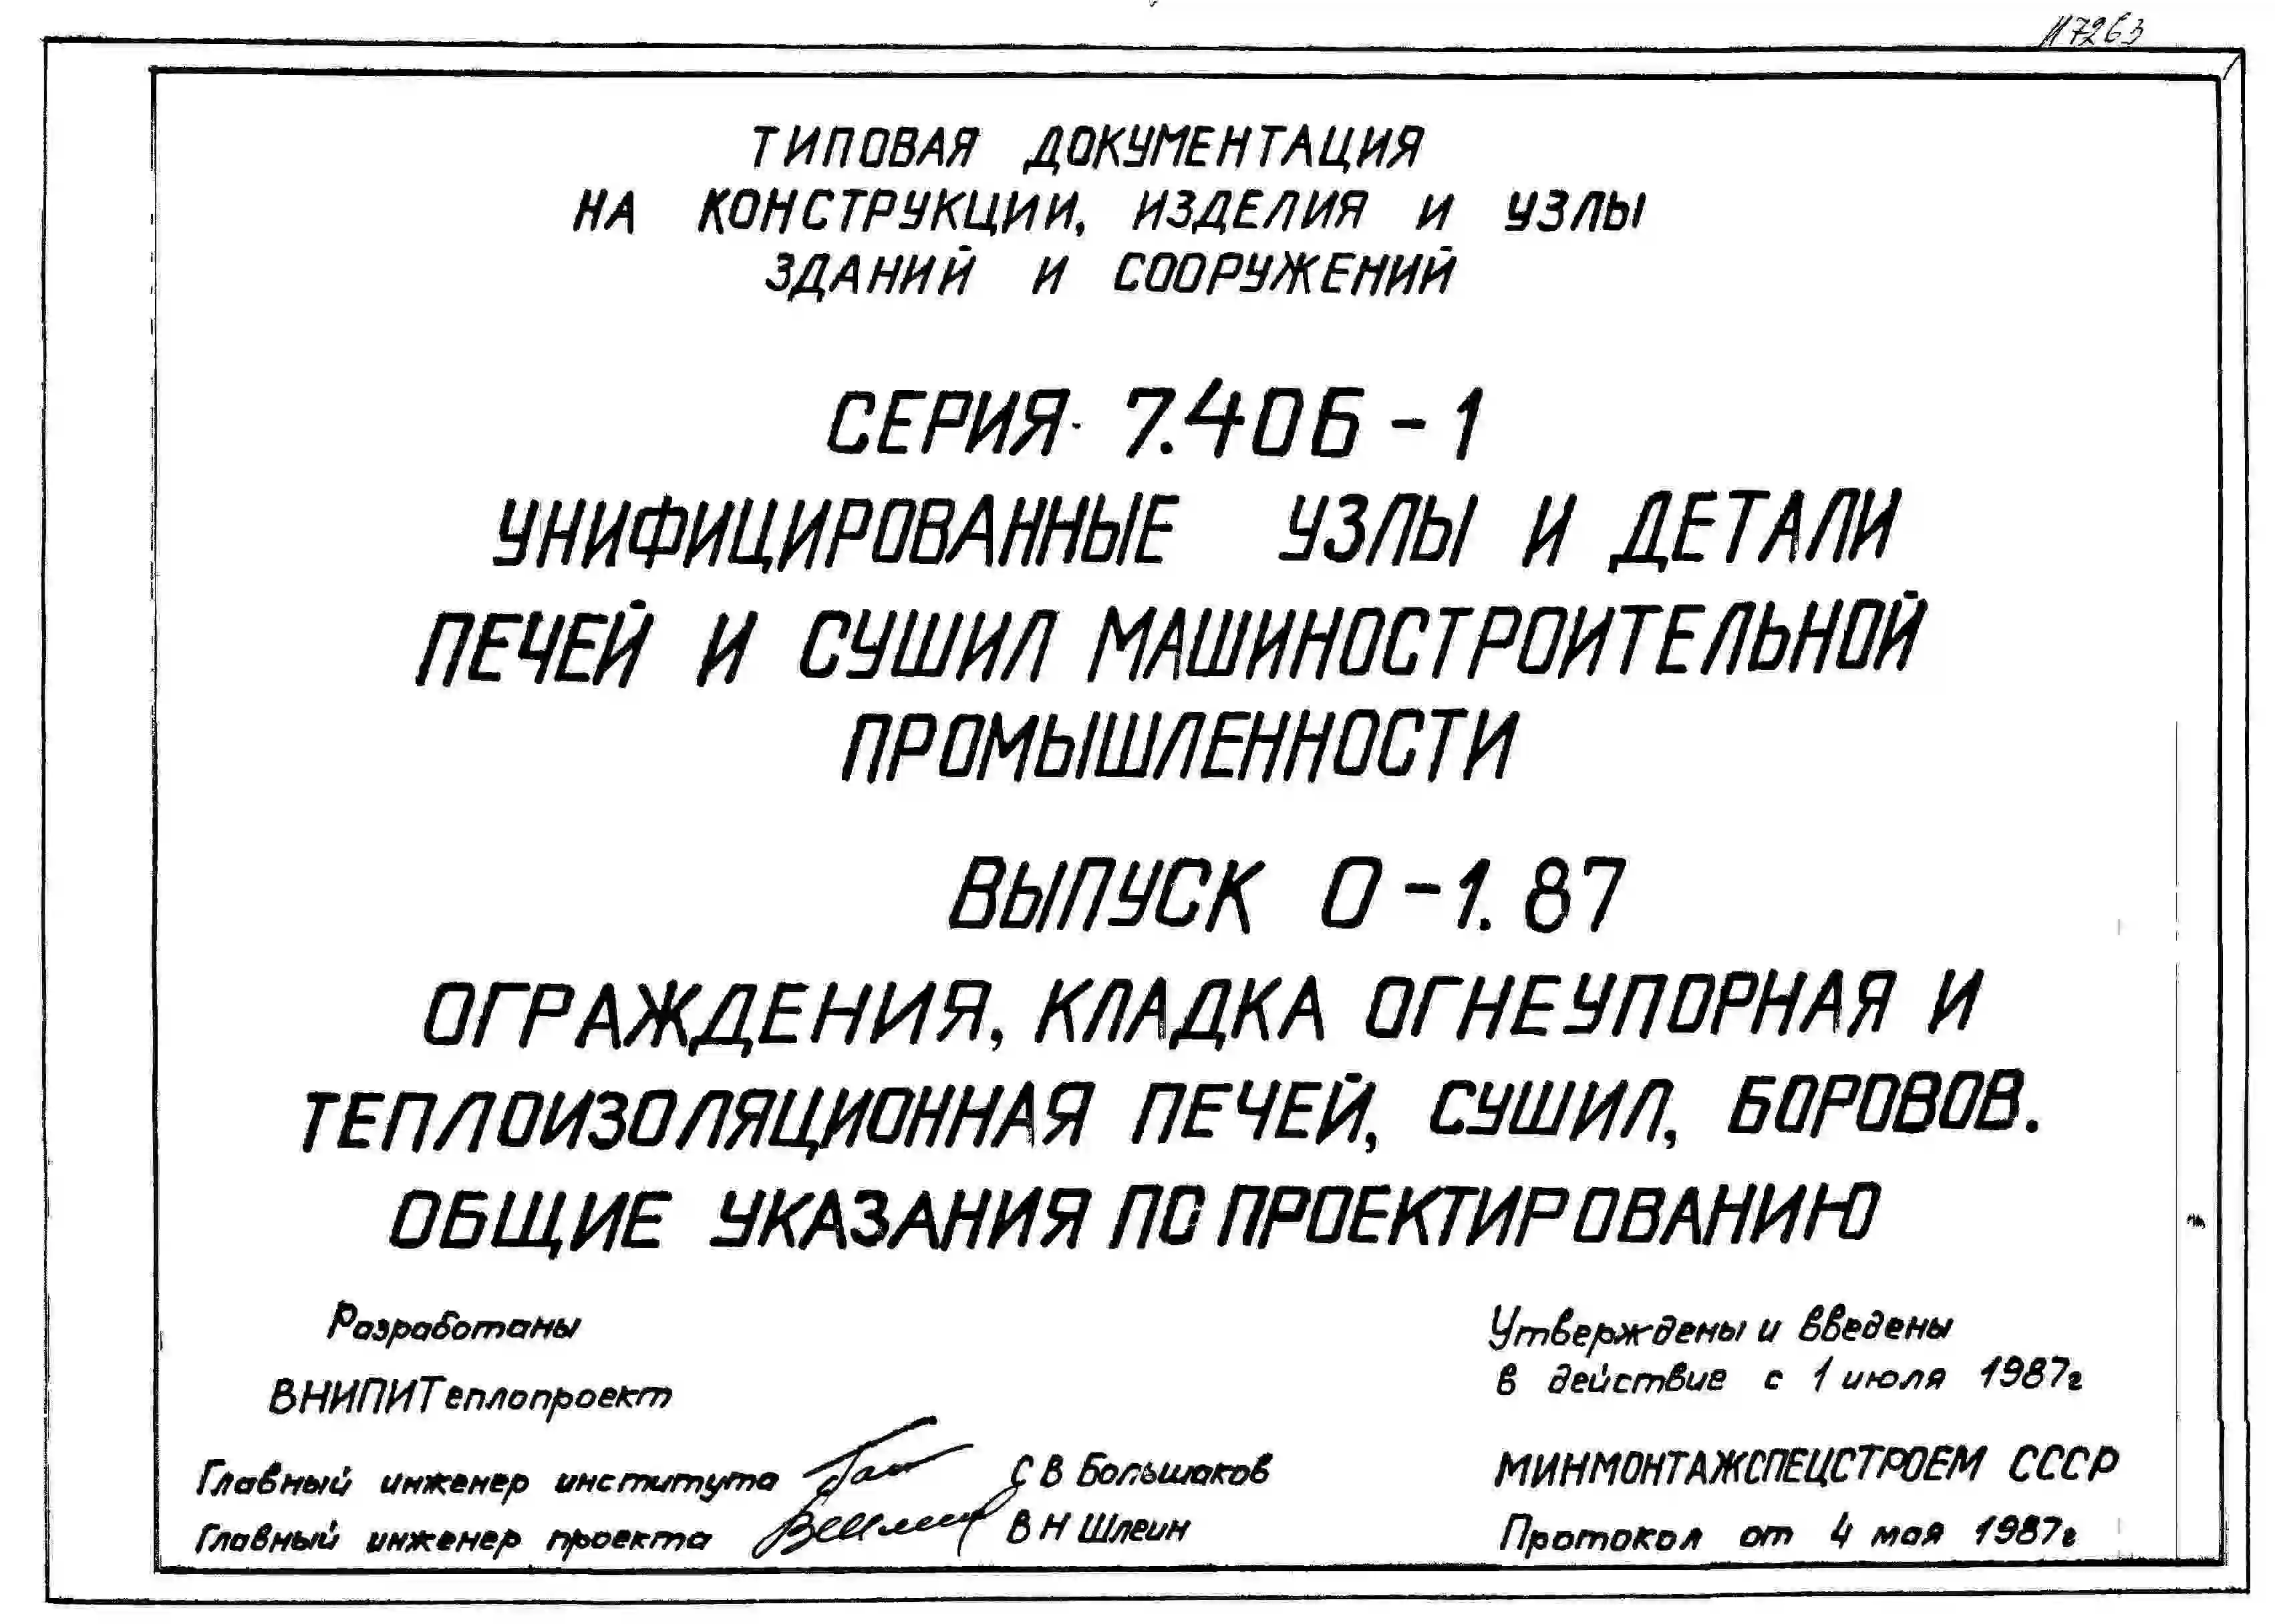 117263
ТИПОВАЯ ДОКУМЕНТАЦИЯ
НА КОНСТРУКЦИИ, ИЗДЕЛИЯ И УЗЛЫ
ЗДАНИЙ И СООРУЖЕНИЙ
СЕРИЯ 7.406-1
УНИФИЦИРОВАННЫЕ УЗЛЫ И ДЕТАЛИ
ПЕЧЕЙ И СУШИЛ МАШИНОСТРОИТЕЛЬНОЙ
ПРОМЫШЛЕННОСТИ
ВЫПУСК 0-1.87
ОГРАЖДЕНИЯ, КЛАДКА ОГНЕУПОРНАЯ И
ТЕПЛОИЗОЛЯЦИОННАЯ ПЕЧЕЙ, СУШИЛ, БОРОВОВ.
ОБЩИЕ УКАЗАНИЯ ПО ПРОЕКТИРОВАНИЮ
Разработаны
ВНИПИТеплопроект
Главный инженер института С В Большаков
Главный инженер проекта В Н Шлеин
Утверждены и введены
в действие с 1 июля 1987г
МИНМОНТАЖСПЕЦСТРОЕМ СССР
Протокол от 4 мая 1987г